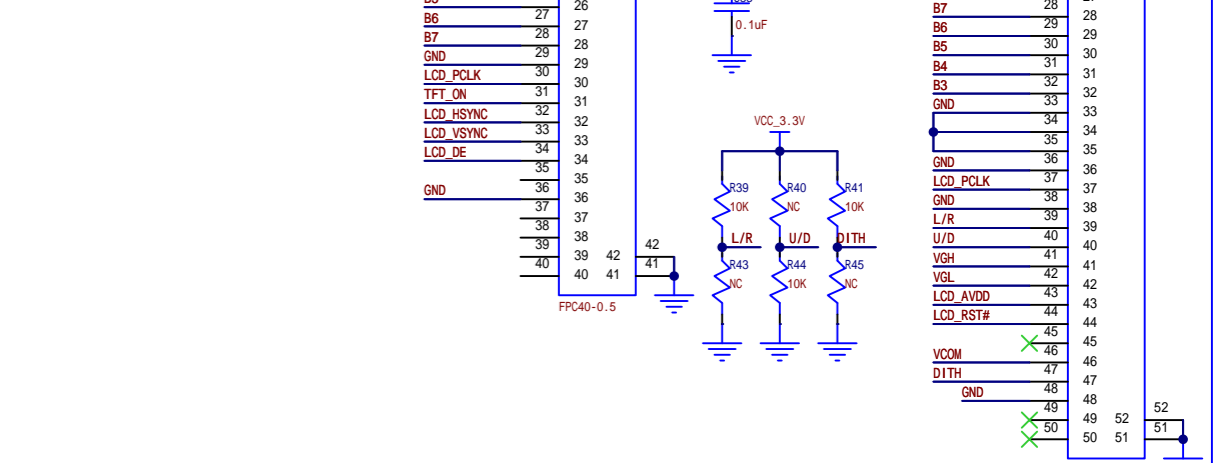 26
B6 27 27
B7 28 28
GND 29 29
LCD_PCLK 30 30
TFT_ON 31 31
LCD_HSYNC 32 32
LCD_VSYNC 33 33
LCD_DE 34 34
35 35
GND 36 36
37 37
38 38
39 39 42 42
40 40 41 41
FPC40-0.5
0.1uF
VCC_3.3V
R39 R40 R41
10K NC 10K
L/R U/D DITH
R43 R44 R45
NC 10K NC
B7 28 28
B6 29 29
B5 30 30
B4 31 31
B3 32 32
GND 33 33
34 34
35 35
GND 36 36
LCD_PCLK 37 37
GND 38 38
L/R 39 39
U/D 40 40
VGH 41 41
VGL 42 42
LCD_AVDD 43 43
LCD_RST# 44 44
45 45
VCOM 46 46
DITH 47 47
GND 48 48
49 49 52 52
50 50 51 51